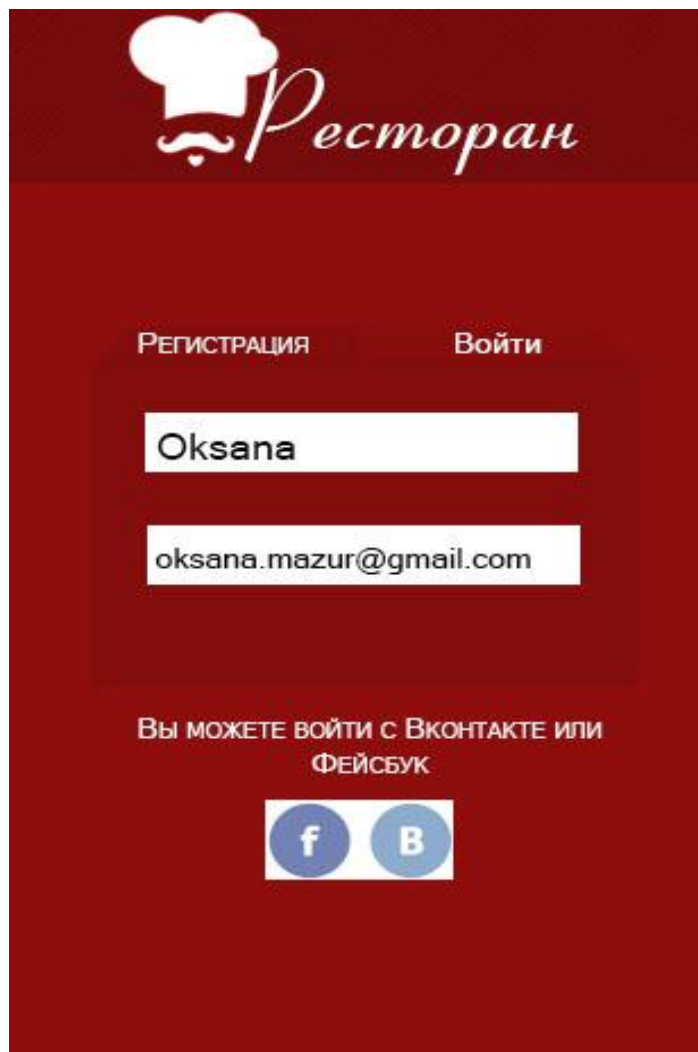 Ресторан
Регистрация Войти
Oksana
oksana.mazur@gmail.com
Вы можете войти с Вконтакте или
Фейсбук
f В